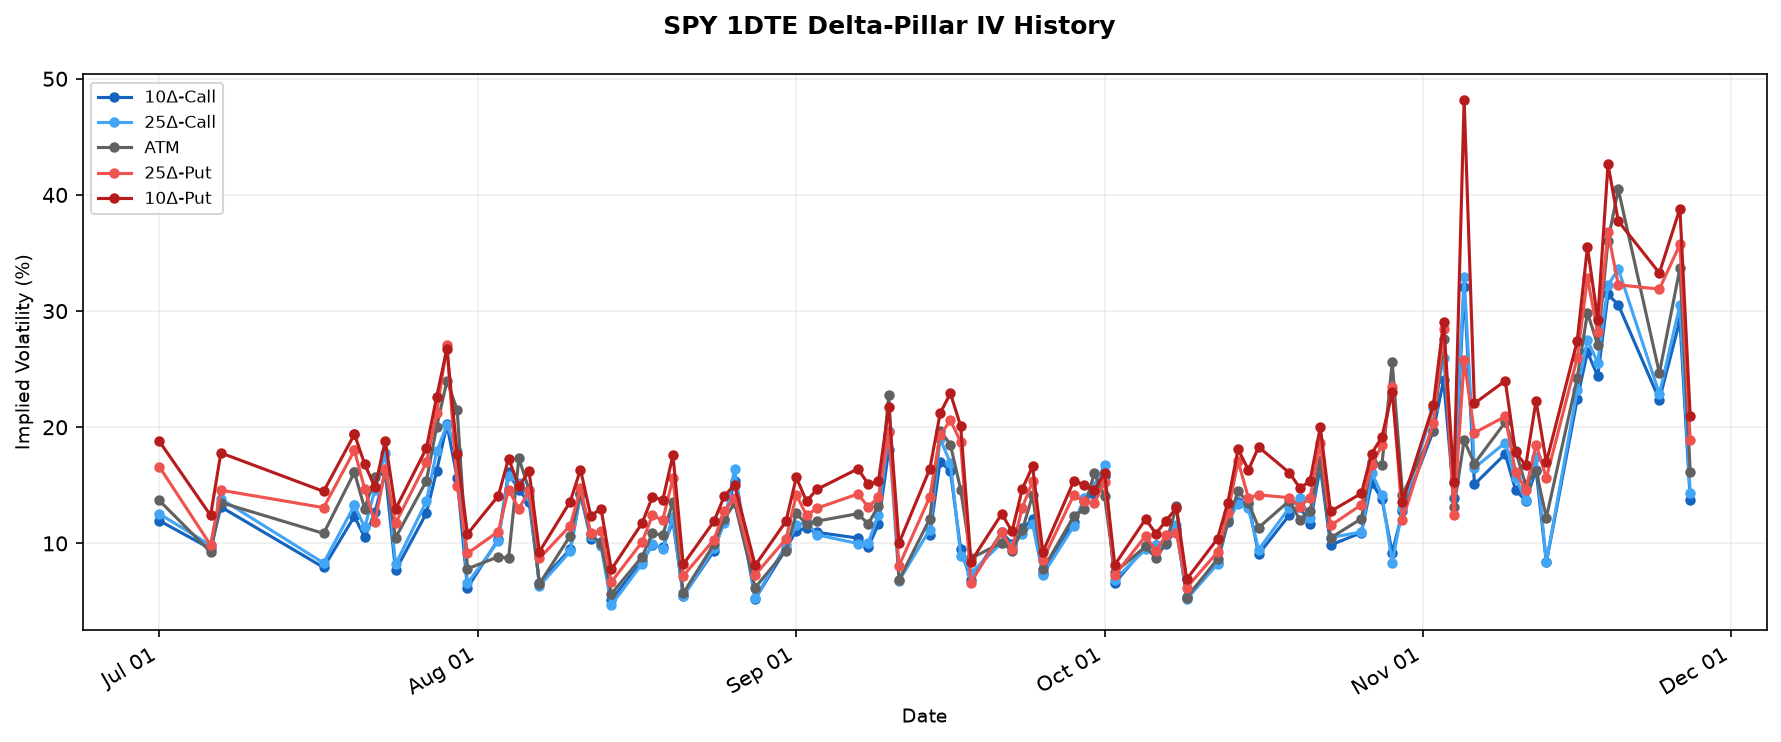 SPY 1DTE Delta-Pillar IV History
50
40
30
20
10
Implied Volatility (%)
10Δ-Call
25Δ-Call
ATM
25Δ-Put
10Δ-Put
Jul 01
Aug 01
Sep 01
Oct 01
Nov 01
Dec 01
Date